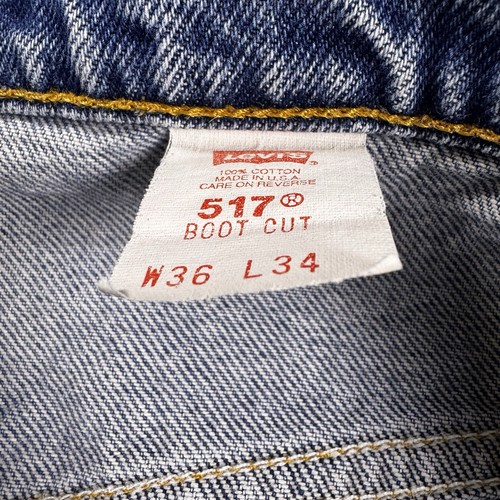 Levi's®
100% COTTON
MADE IN U.S.A
CARE ON REVERSE
517®
BOOT CUT
W36 L34